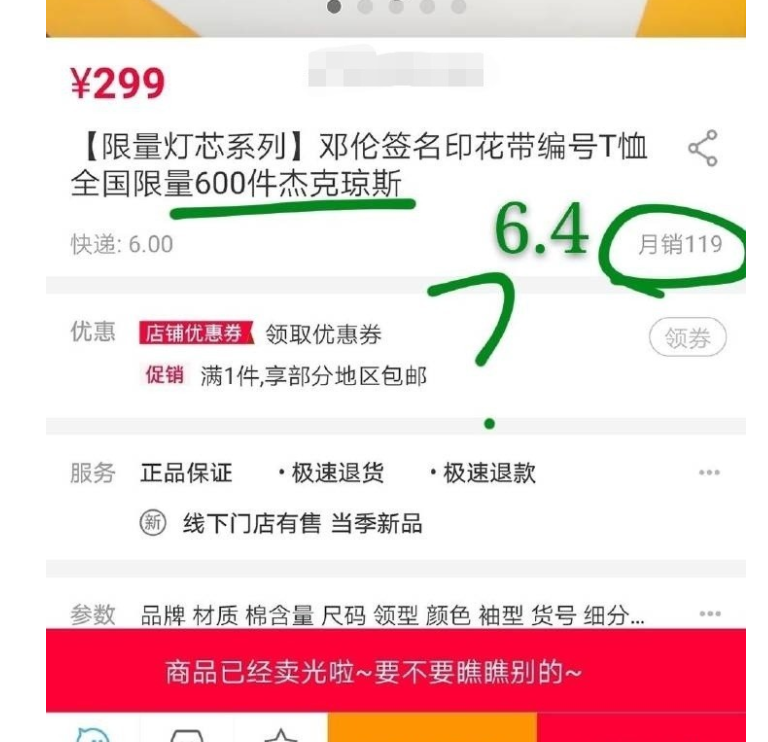 ¥299
【限量灯芯系列】邓伦签名印花带编号T恤
全国限量600件杰克琼斯
6.4
快递: 6.00
月销119
?
优惠 店铺优惠券 领取优惠券 领券
促销 满1件,享部分地区包邮
服务 正品保证 ·极速退货 ·极速退款 ...
新 线下门店有售 当季新品
参数 品牌 材质 棉含量 尺码 领型 颜色 袖型 货号 细分... ...
商品已经卖光啦~要不要瞧瞧别的~